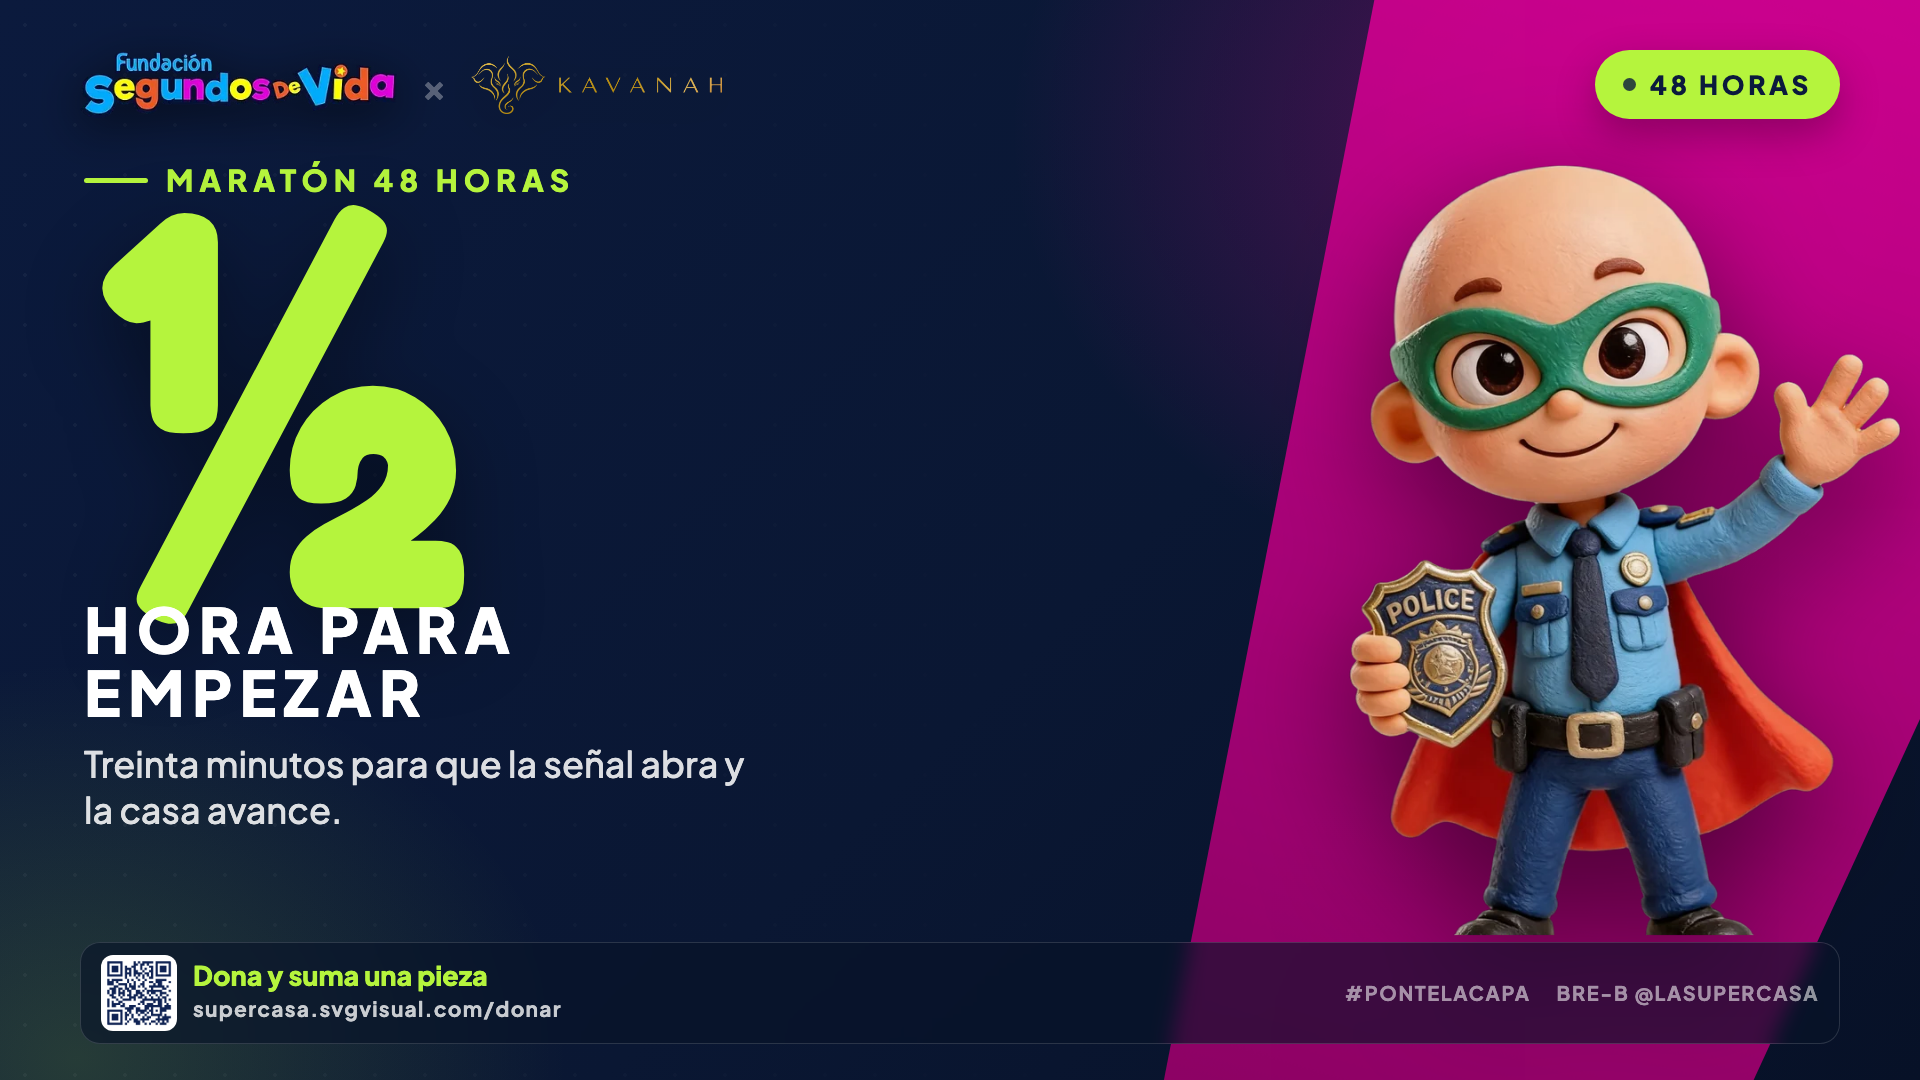 Fundación
Segundos De Vida × KAVANAH
48 HORAS
MARATÓN 48 HORAS
1/2
HORA PARA
EMPEZAR
Treinta minutos para que la señal abra y
la casa avance.
POLICE
Dona y suma una pieza
supercasa.svgvisual.com/donar
#PONTELACAPA BRE-B @LASUPERCASA